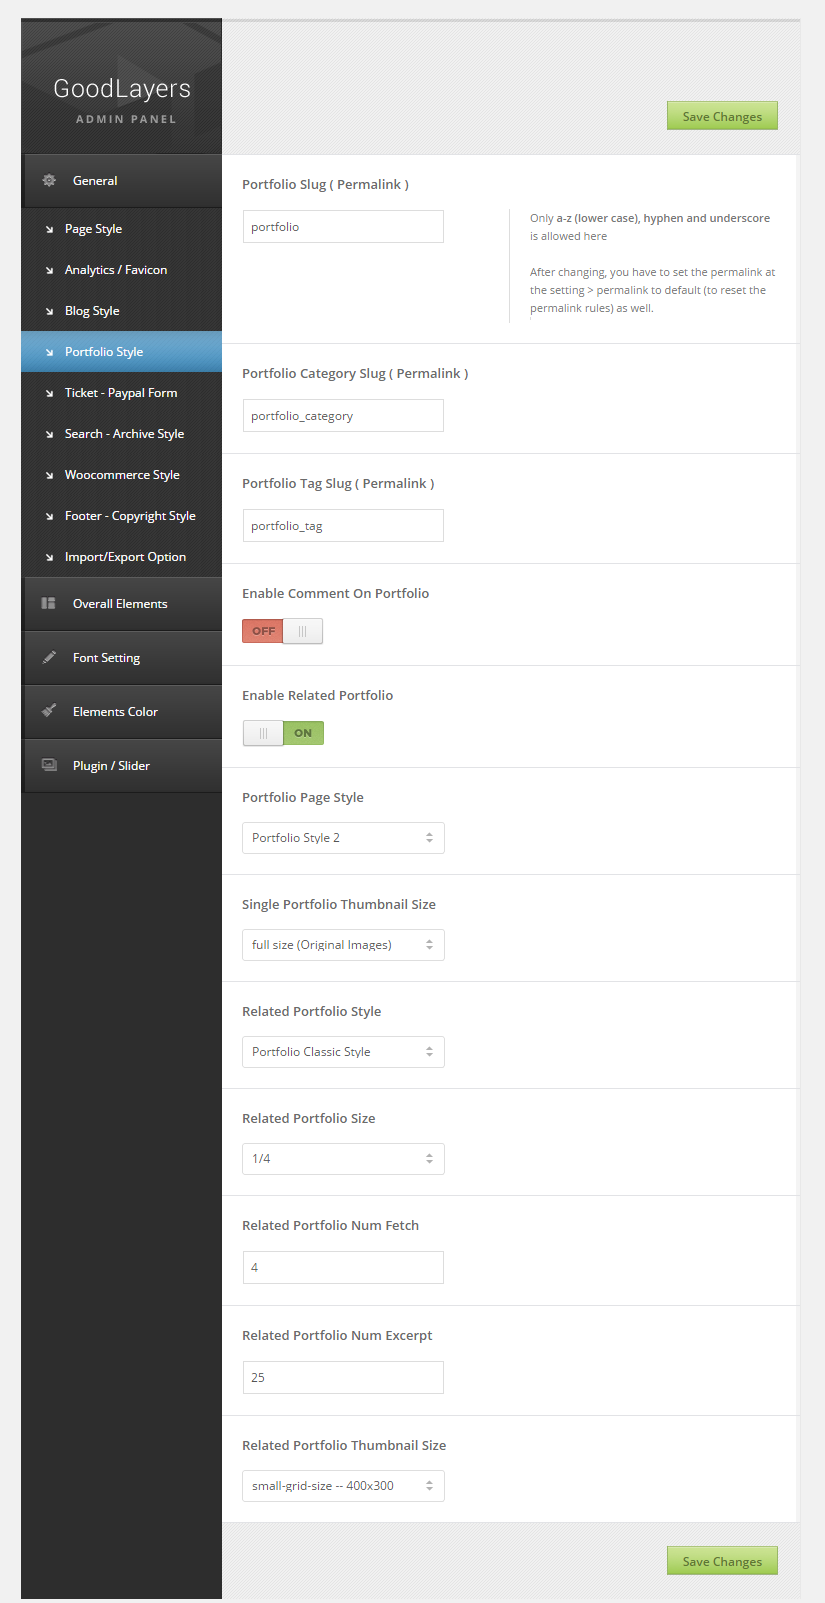 GoodLayers
ADMIN PANEL
Save Changes
General
Page Style
Analytics / Favicon
Blog Style
Portfolio Style
Ticket - Paypal Form
Search - Archive Style
Woocommerce Style
Footer - Copyright Style
Import/Export Option
Overall Elements
Font Setting
Elements Color
Plugin / Slider
Portfolio Slug ( Permalink )
portfolio
Only a-z (lower case), hyphen and underscore
is allowed here
After changing, you have to set the permalink at
the setting > permalink to default (to reset the
permalink rules) as well.
Portfolio Category Slug ( Permalink )
portfolio_category
Portfolio Tag Slug ( Permalink )
portfolio_tag
Enable Comment On Portfolio
OFF
Enable Related Portfolio
ON
Portfolio Page Style
Portfolio Style 2
Single Portfolio Thumbnail Size
full size (Original Images)
Related Portfolio Style
Portfolio Classic Style
Related Portfolio Size
1/4
Related Portfolio Num Fetch
4
Related Portfolio Num Excerpt
25
Related Portfolio Thumbnail Size
small-grid-size -- 400x300
Save Changes